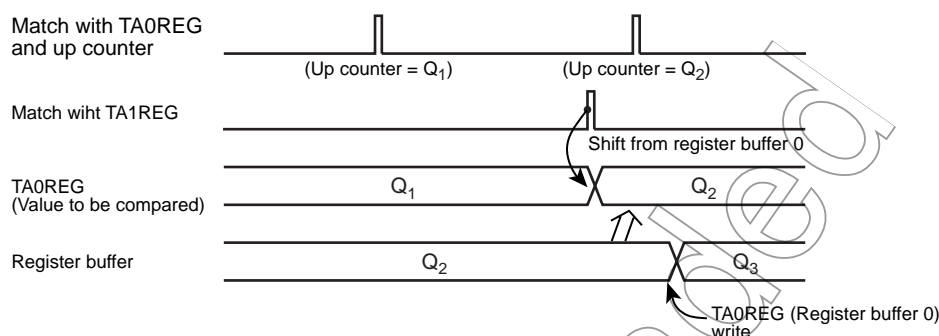 Match with TA0REG
and up counter
(Up counter = Q1)
(Up counter = Q2)
Match wiht TA1REG
Shift from register buffer 0
TA0REG
(Value to be compared)
Q1
Q2
Register buffer
Q2
Q3
TA0REG (Register buffer 0)
write